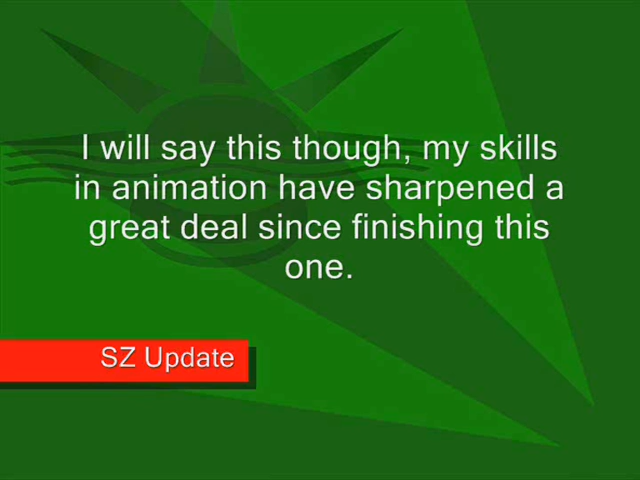 I will say this though, my skills
in animation have sharpened a
great deal since finishing this
one.
SZ Update